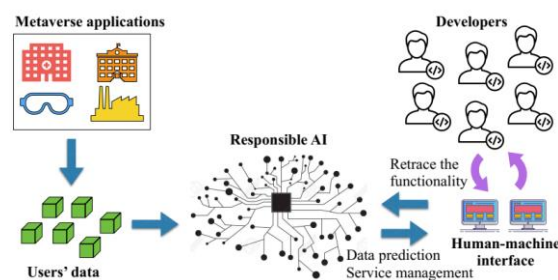 Metaverse applications
Developers
Responsible AI
Retrace the
functionality
Users' data
Data prediction
Service management
Human-machine
interface